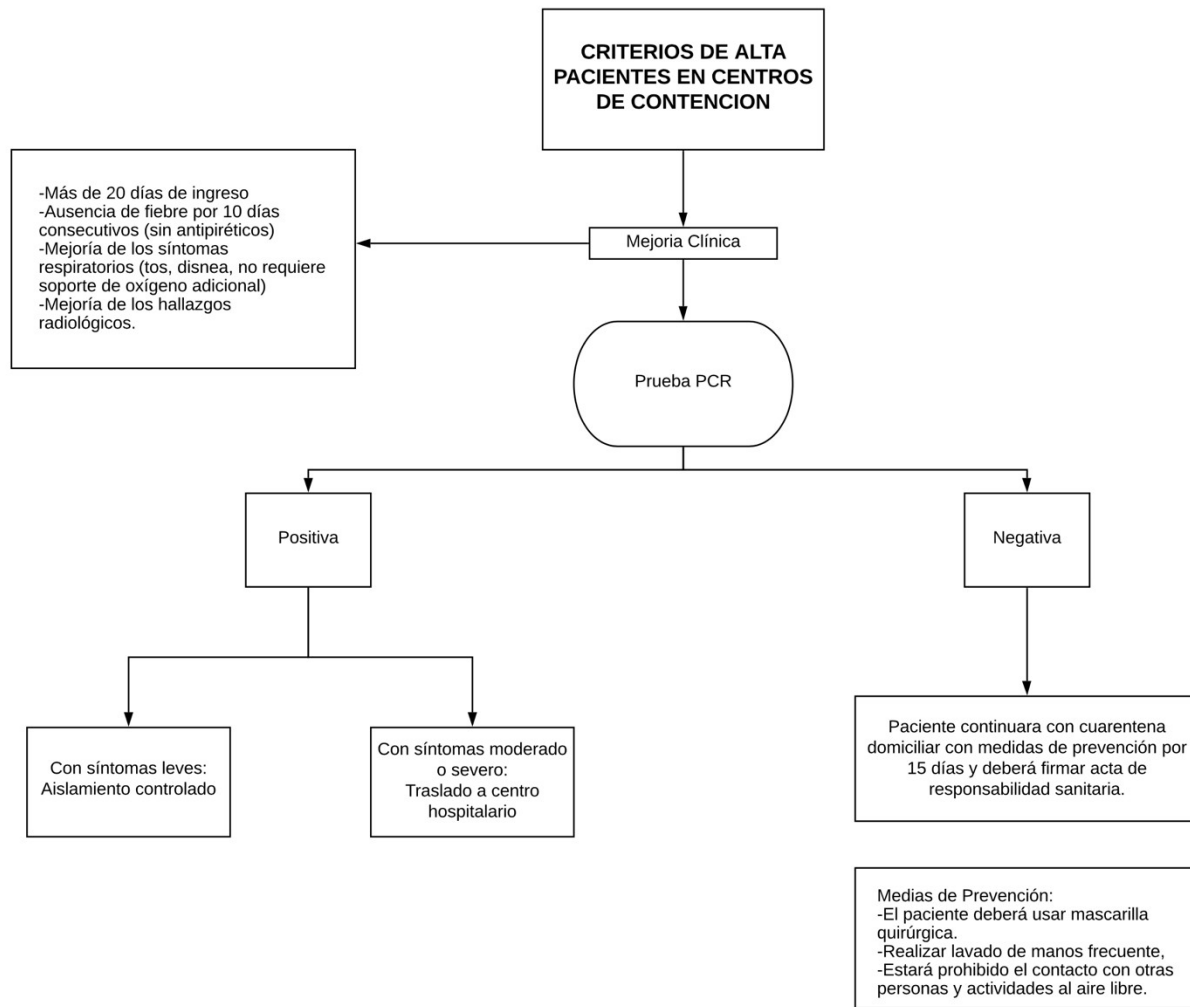 CRITERIOS DE ALTA
PACIENTES EN CENTROS
DE CONTENCION
-Más de 20 días de ingreso
-Ausencia de fiebre por 10 días
consecutivos (sin antipiréticos)
-Mejoría de los síntomas
respiratorios (tos, disnea, no requiere
soporte de oxígeno adicional)
-Mejoría de los hallazgos
radiológicos.
Mejoria Clínica
Prueba PCR
Positiva
Negativa
Con síntomas leves:
Aislamiento controlado
Con síntomas moderado
o severo:
Traslado a centro
hospitalario
Paciente continuara con cuarentena
domiciliar con medidas de prevención por
15 días y deberá firmar acta de
responsabilidad sanitaria.
Medias de Prevención:
-El paciente deberá usar mascarilla
quirúrgica.
-Realizar lavado de manos frecuente,
-Estará prohibido el contacto con otras
personas y actividades al aire libre.